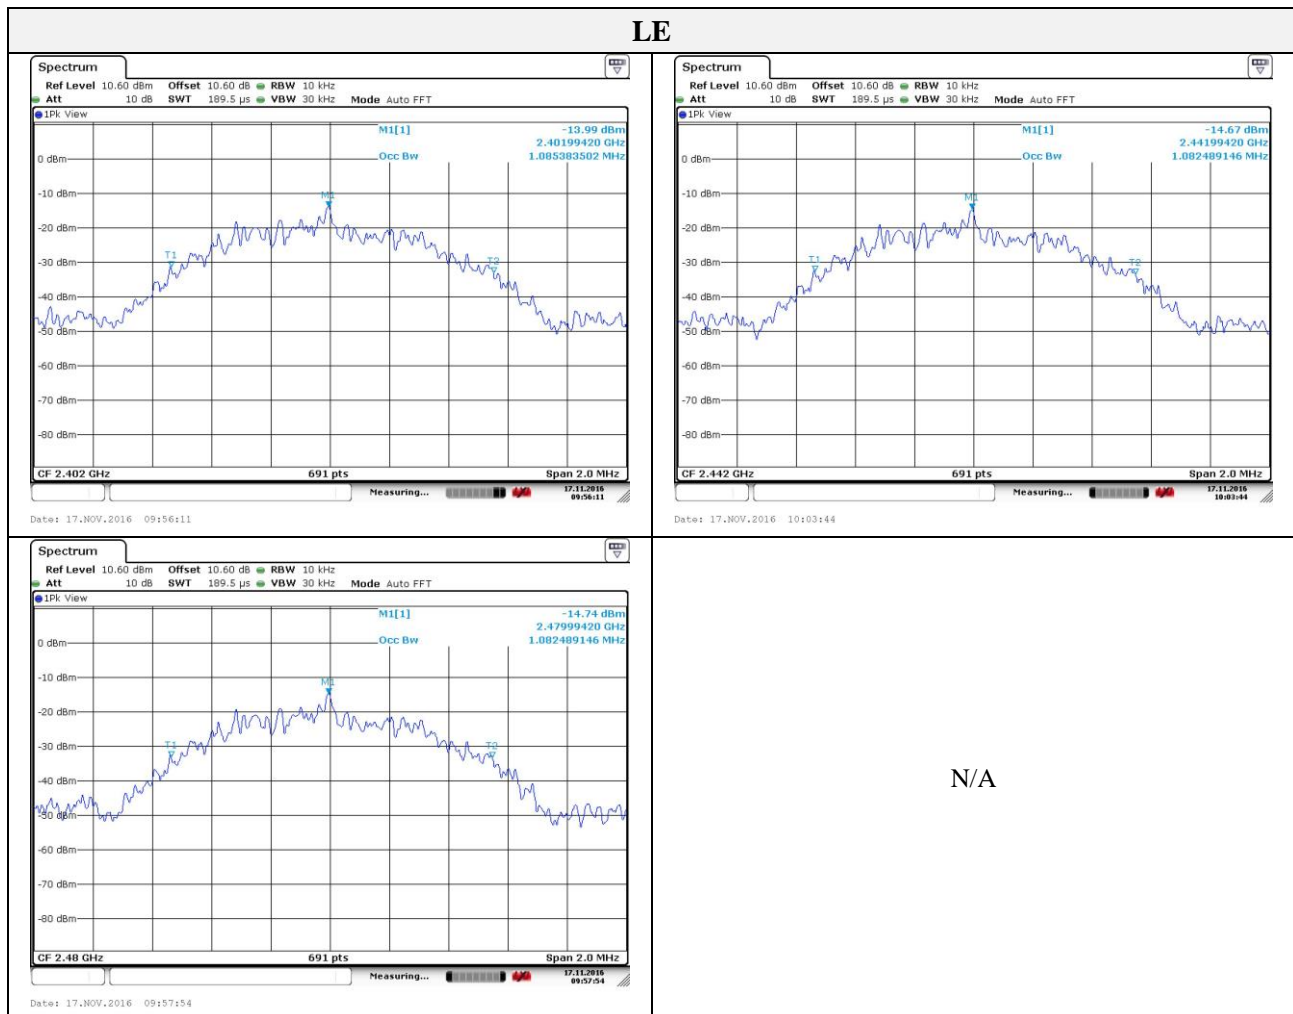 LE
Spectrum
Ref Level 10.60 dBm Offset 10.60 dB RBW 10 kHz
Att 10 dB SWT 189.5 µs VBW 30 kHz Mode Auto FFT
1Pk View
M1[1] -13.99 dBm
2.40199420 GHz
Occ Bw 1.085383502 MHz
0 dBm
-10 dBm
M1
-20 dBm
T1
T2
-30 dBm
-40 dBm
-50 dBm
-60 dBm
-70 dBm
-80 dBm
CF 2.402 GHz 691 pts Span 2.0 MHz
Measuring... 17.11.2016
09:56:11
Date: 17.NOV.2016 09:56:11
Spectrum
Ref Level 10.60 dBm Offset 10.60 dB RBW 10 kHz
Att 10 dB SWT 189.5 µs VBW 30 kHz Mode Auto FFT
1Pk View
M1[1] -14.67 dBm
2.44199420 GHz
Occ Bw 1.082489146 MHz
0 dBm
-10 dBm
M1
-20 dBm
T1
T2
-30 dBm
-40 dBm
-50 dBm
-60 dBm
-70 dBm
-80 dBm
CF 2.442 GHz 691 pts Span 2.0 MHz
Measuring... 17.11.2016
10:03:44
Date: 17.NOV.2016 10:03:44
Spectrum
Ref Level 10.60 dBm Offset 10.60 dB RBW 10 kHz
Att 10 dB SWT 189.5 µs VBW 30 kHz Mode Auto FFT
1Pk View
M1[1] -14.74 dBm
2.47999420 GHz
Occ Bw 1.082489146 MHz
0 dBm
-10 dBm
M1
-20 dBm
T1
T2
-30 dBm
-40 dBm
-50 dBm
-60 dBm
-70 dBm
-80 dBm
CF 2.48 GHz 691 pts Span 2.0 MHz
Measuring... 17.11.2016
09:57:54
Date: 17.NOV.2016 09:57:54
N/A